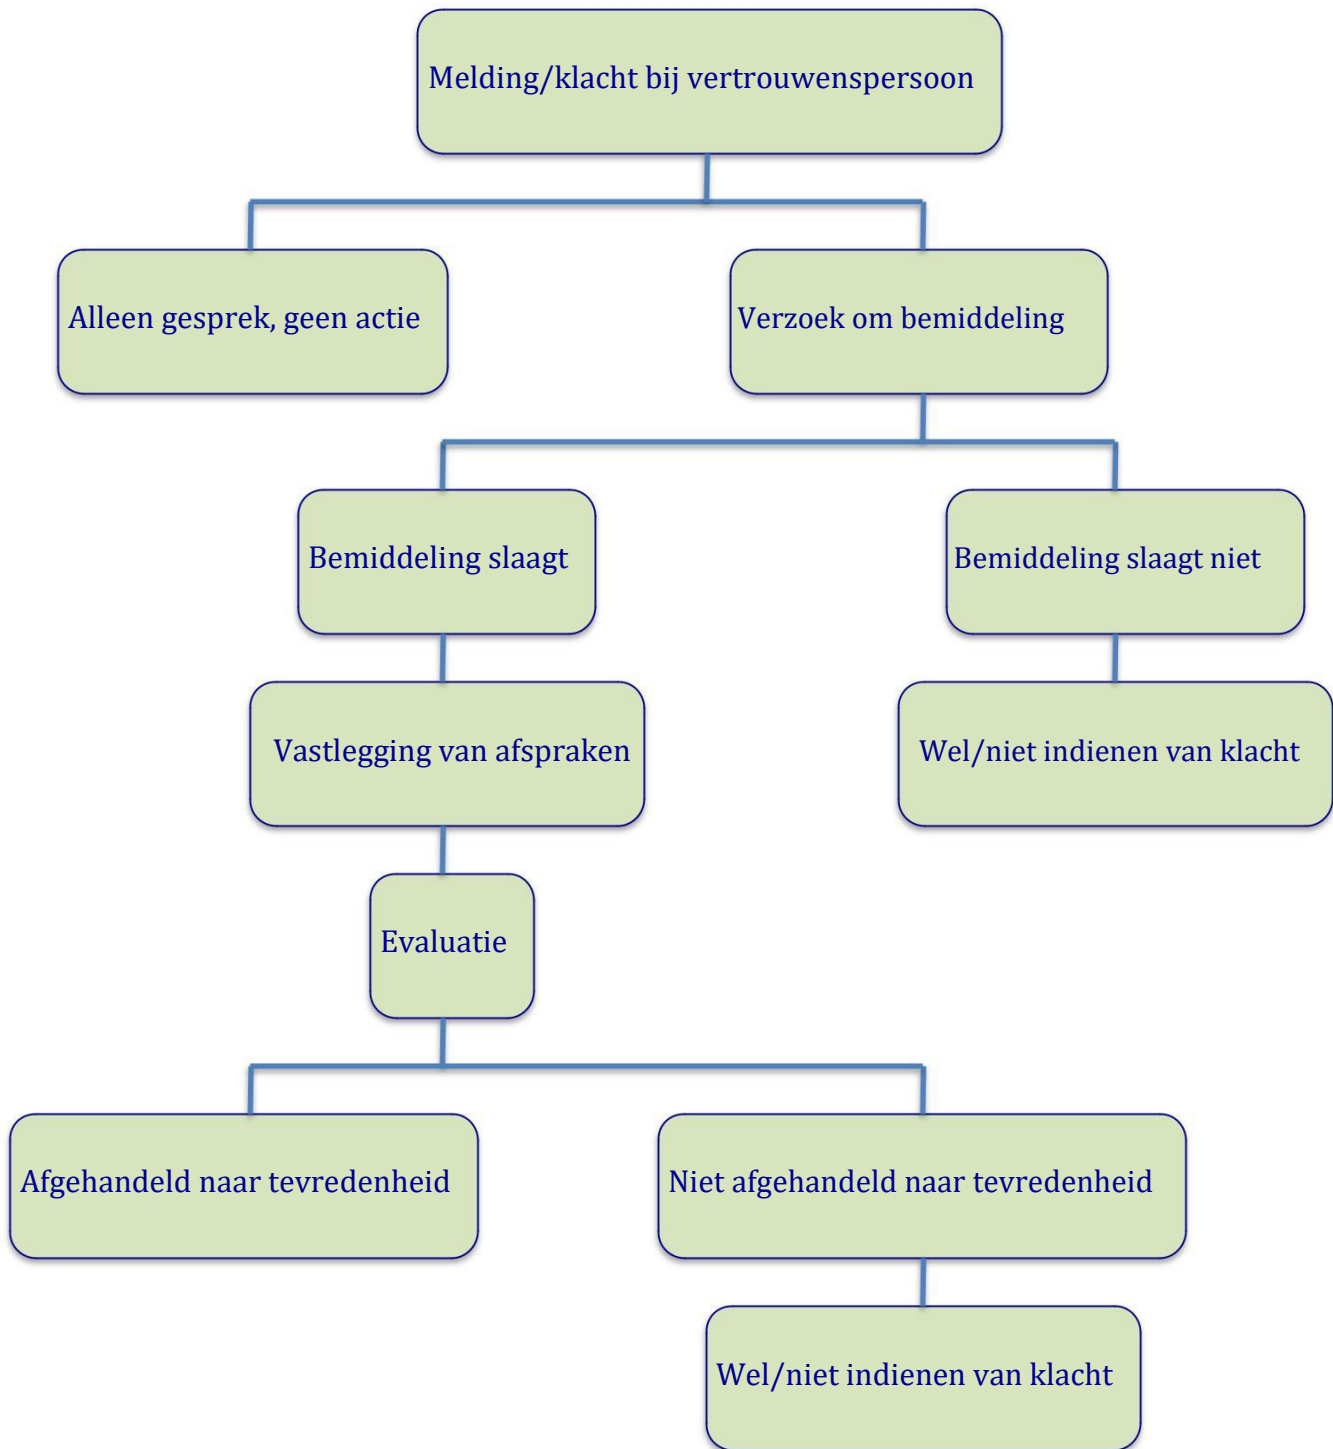 Melding/klacht bij vertrouwenspersoon
Alleen gesprek, geen actie
Verzoek om bemiddeling
Bemiddeling slaagt
Bemiddeling slaagt niet
Vastlegging van afspraken
Wel/niet indienen van klacht
Evaluatie
Afgehandeld naar tevredenheid
Niet afgehandeld naar tevredenheid
Wel/niet indienen van klacht